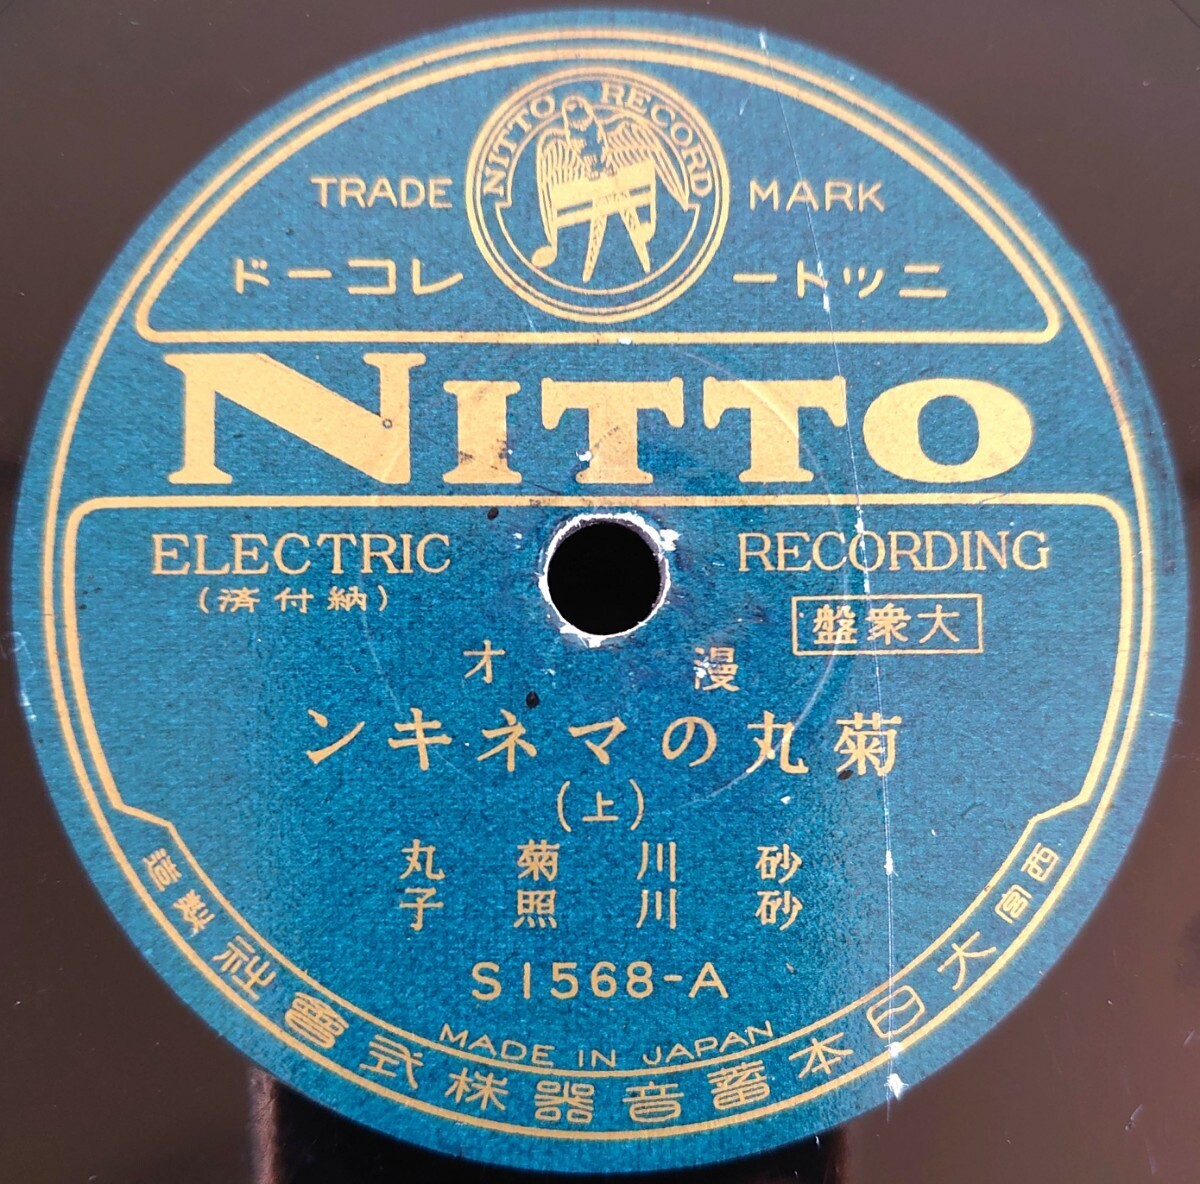 NITTO RECORD
TRADE MARK
ニットーレコード
NITTO
ELECTRIC RECORDING
(納付済)
大衆盤
漫才
菊丸のマネキン
(上)
砂川菊丸
砂川照子
S1568-A
MADE IN JAPAN
西宮大日本蓄音器株式會社製造